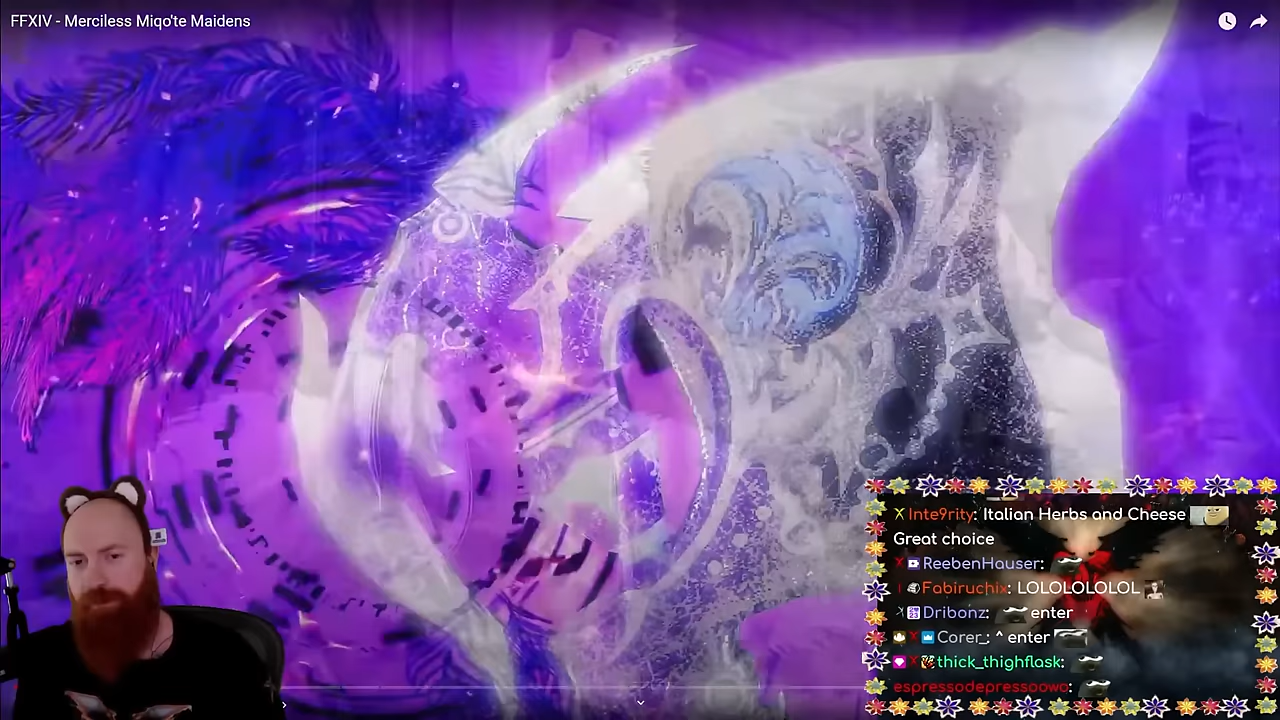 FFXIV - Merciless Miqo'te Maidens
Inte9rity: Italian Herbs and Cheese
Great choice
ReebenHauser:
Fabiruchix: LOLOLOLOLOL
Dribonz: enter
Corer_: ^ enter
thick_thighflask:
espressodepressoowo: